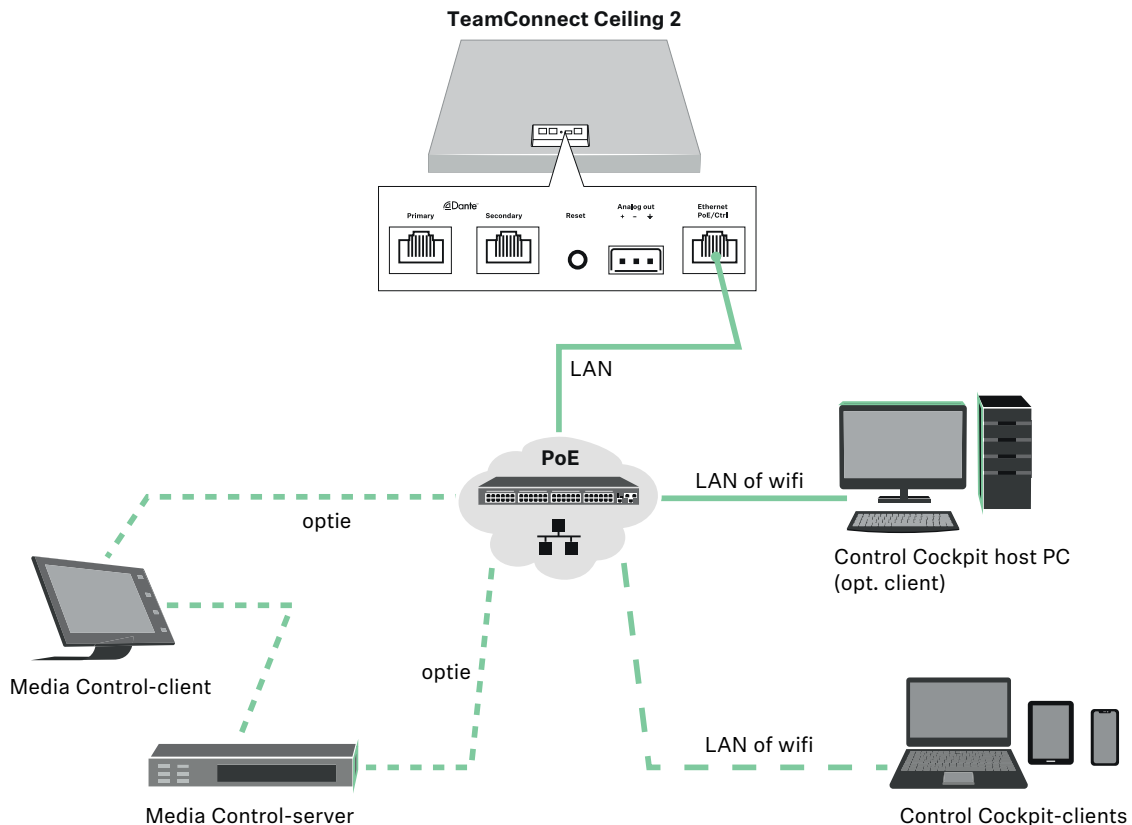 TeamConnect Ceiling 2
Dante
Primary
Secondary
Reset
Analog out
+ –
Ethernet
PoE/Ctrl
LAN
PoE
LAN of wifi
optie
Control Cockpit host PC
(opt. client)
Media Control-client
optie
LAN of wifi
Media Control-server
Control Cockpit-clients